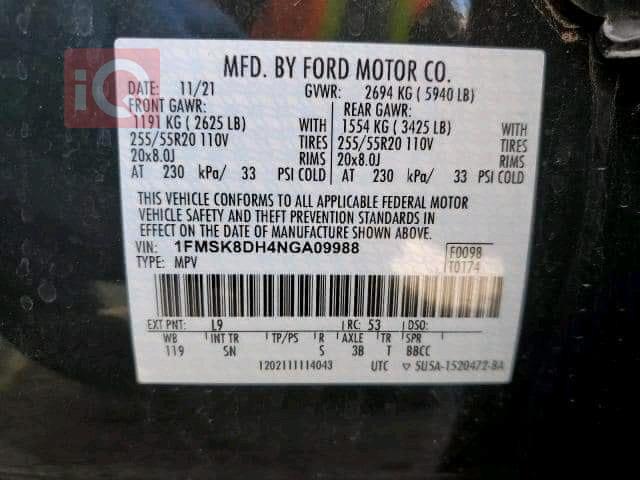 iQ
MFD. BY FORD MOTOR CO.
DATE: 11/21 GVWR: 2694 KG ( 5940 LB)
FRONT GAWR: REAR GAWR:
1191 KG ( 2625 LB) WITH 1554 KG ( 3425 LB) WITH
255/55R20 110V TIRES 255/55R20 110V TIRES
20x8.0J RIMS 20x8.0J RIMS
AT 230 kPa/ 33 PSI COLD AT 230 kPa/ 33 PSI COLD
THIS VEHICLE CONFORMS TO ALL APPLICABLE FEDERAL MOTOR
VEHICLE SAFETY AND THEFT PREVENTION STANDARDS IN
EFFECT ON THE DATE OF MANUFACTURE SHOWN ABOVE.
VIN: 1FMSK8DH4NGA09988 F0098
TYPE: MPV T0174
EXT PNT: L9 RC: 53 DSO:
WB INT TR TP/PS R AXLE TR SPR
119 SN S 3B T BBCC
1202111114043 UTC ▽ 5U5A-1520472-BA